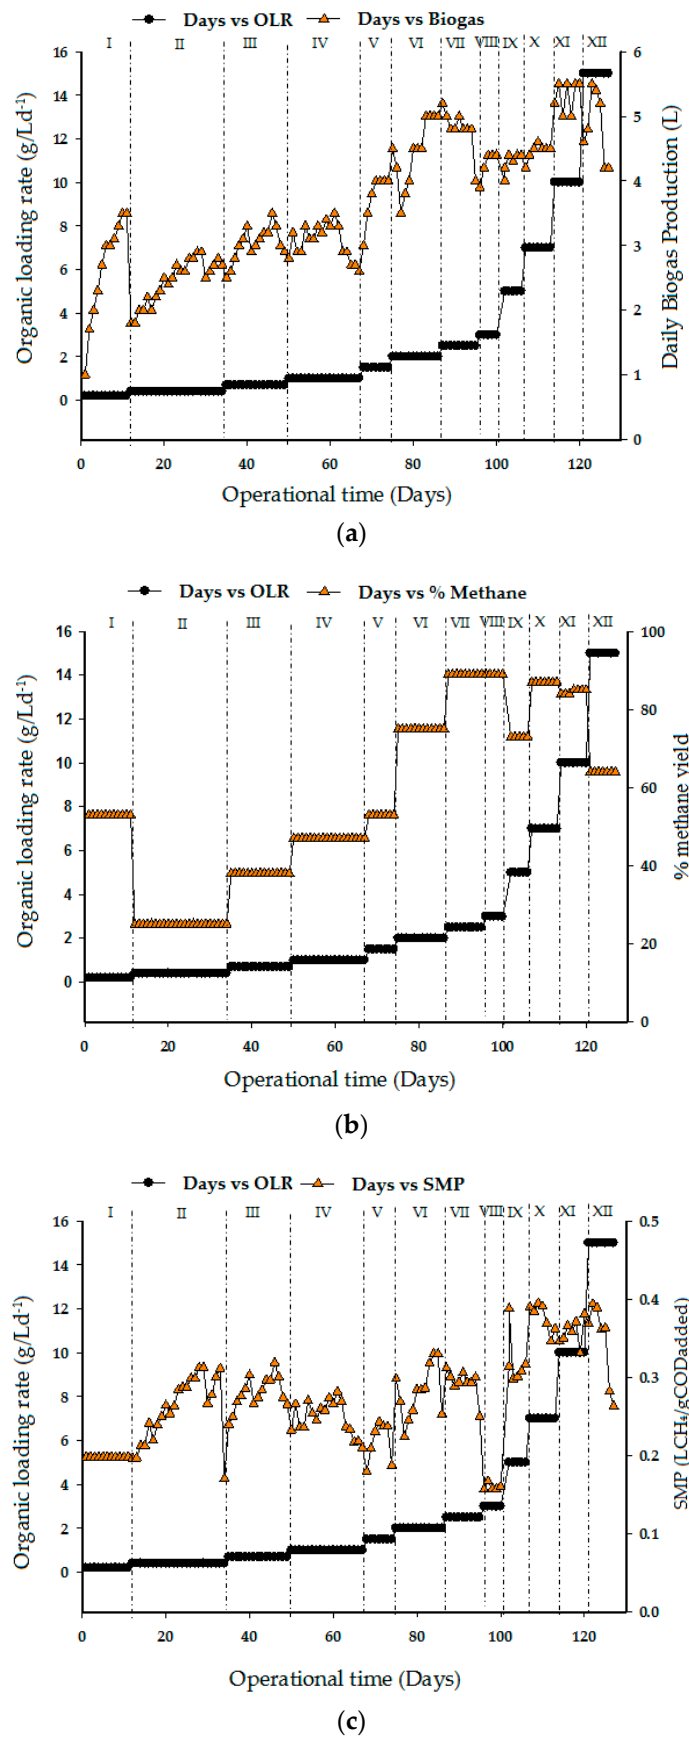 Days vs OLR Days vs Biogas
I II III IV V VI VII VIII IX X XI XII
16 14 12 10 8 6 4 2 0
Organic loading rate (g/Ld-1)
6 5 4 3 2 1 0
Daily Biogas Production (L)
0 20 40 60 80 100 120
Operational time (Days)
(a)
Days vs OLR Days vs % Methane
I II III IV V VI VII VIII IX X XI XII
16 14 12 10 8 6 4 2 0
Organic loading rate (g/Ld-1)
100 80 60 40 20 0
% methane yield
0 20 40 60 80 100 120
Operational time (Days)
(b)
Days vs OLR Days vs SMP
I II III IV V VI VII VIII IX X XI XII
16 14 12 10 8 6 4 2 0
Organic loading rate (g/Ld-1)
0.5 0.4 0.3 0.2 0.1 0.0
SMP (LCH₄/gCODadded)
0 20 40 60 80 100 120
Operational time (Days)
(c)